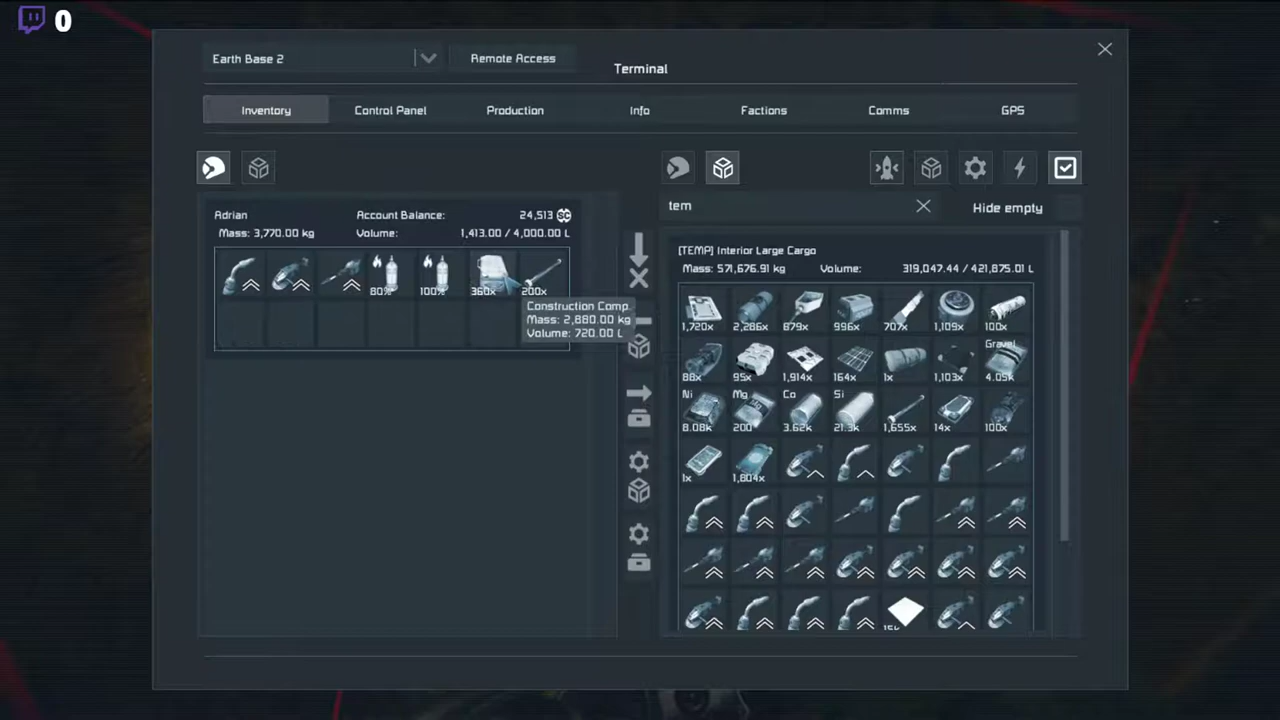 0
Earth Base 2
Remote Access
Terminal
Inventory
Control Panel
Production
Info
Factions
Comms
GPS
Adrian
Account Balance:
24,513 SC
Mass: 3,770.00 kg
Volume:
1,413.00 / 4,000.00 L
80%
100%
360x
200x
Construction Comp.
Mass: 2,880.00 kg
Volume: 720.00 L
tem
Hide empty
[TEMP] Interior Large Cargo
Mass: 571,676.91 kg
Volume:
319,047.44 / 421,875.01 L
1,720x
2,286x
679x
996x
707x
1,109x
100x
88x
95x
1,914x
164x
1x
1,103x
Gravel
4.05k
Ni
8.08k
Mg
200
Co
3.62k
Si
21.3k
1,655x
14x
100x
1x
1,804x
15k